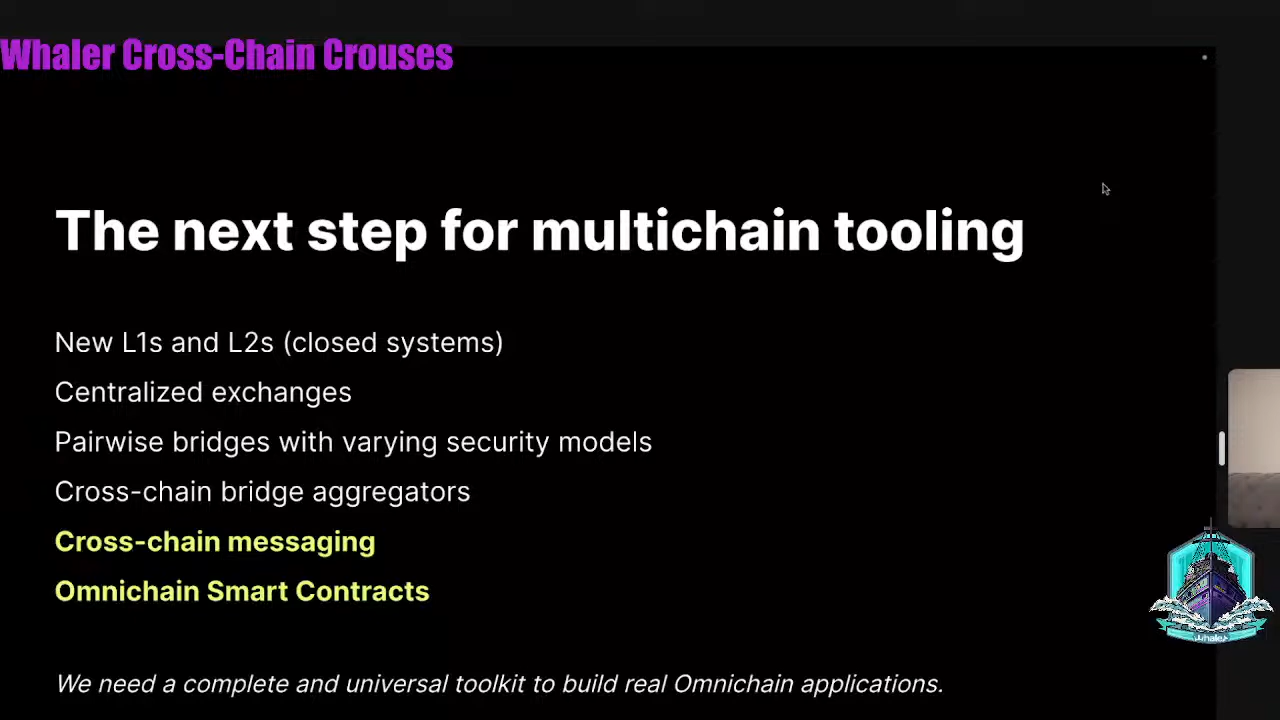 Whaler Cross-Chain Crouses
The next step for multichain tooling
New L1s and L2s (closed systems)
Centralized exchanges
Pairwise bridges with varying security models
Cross-chain bridge aggregators
Cross-chain messaging
Omnichain Smart Contracts
We need a complete and universal toolkit to build real Omnichain applications.
whaler